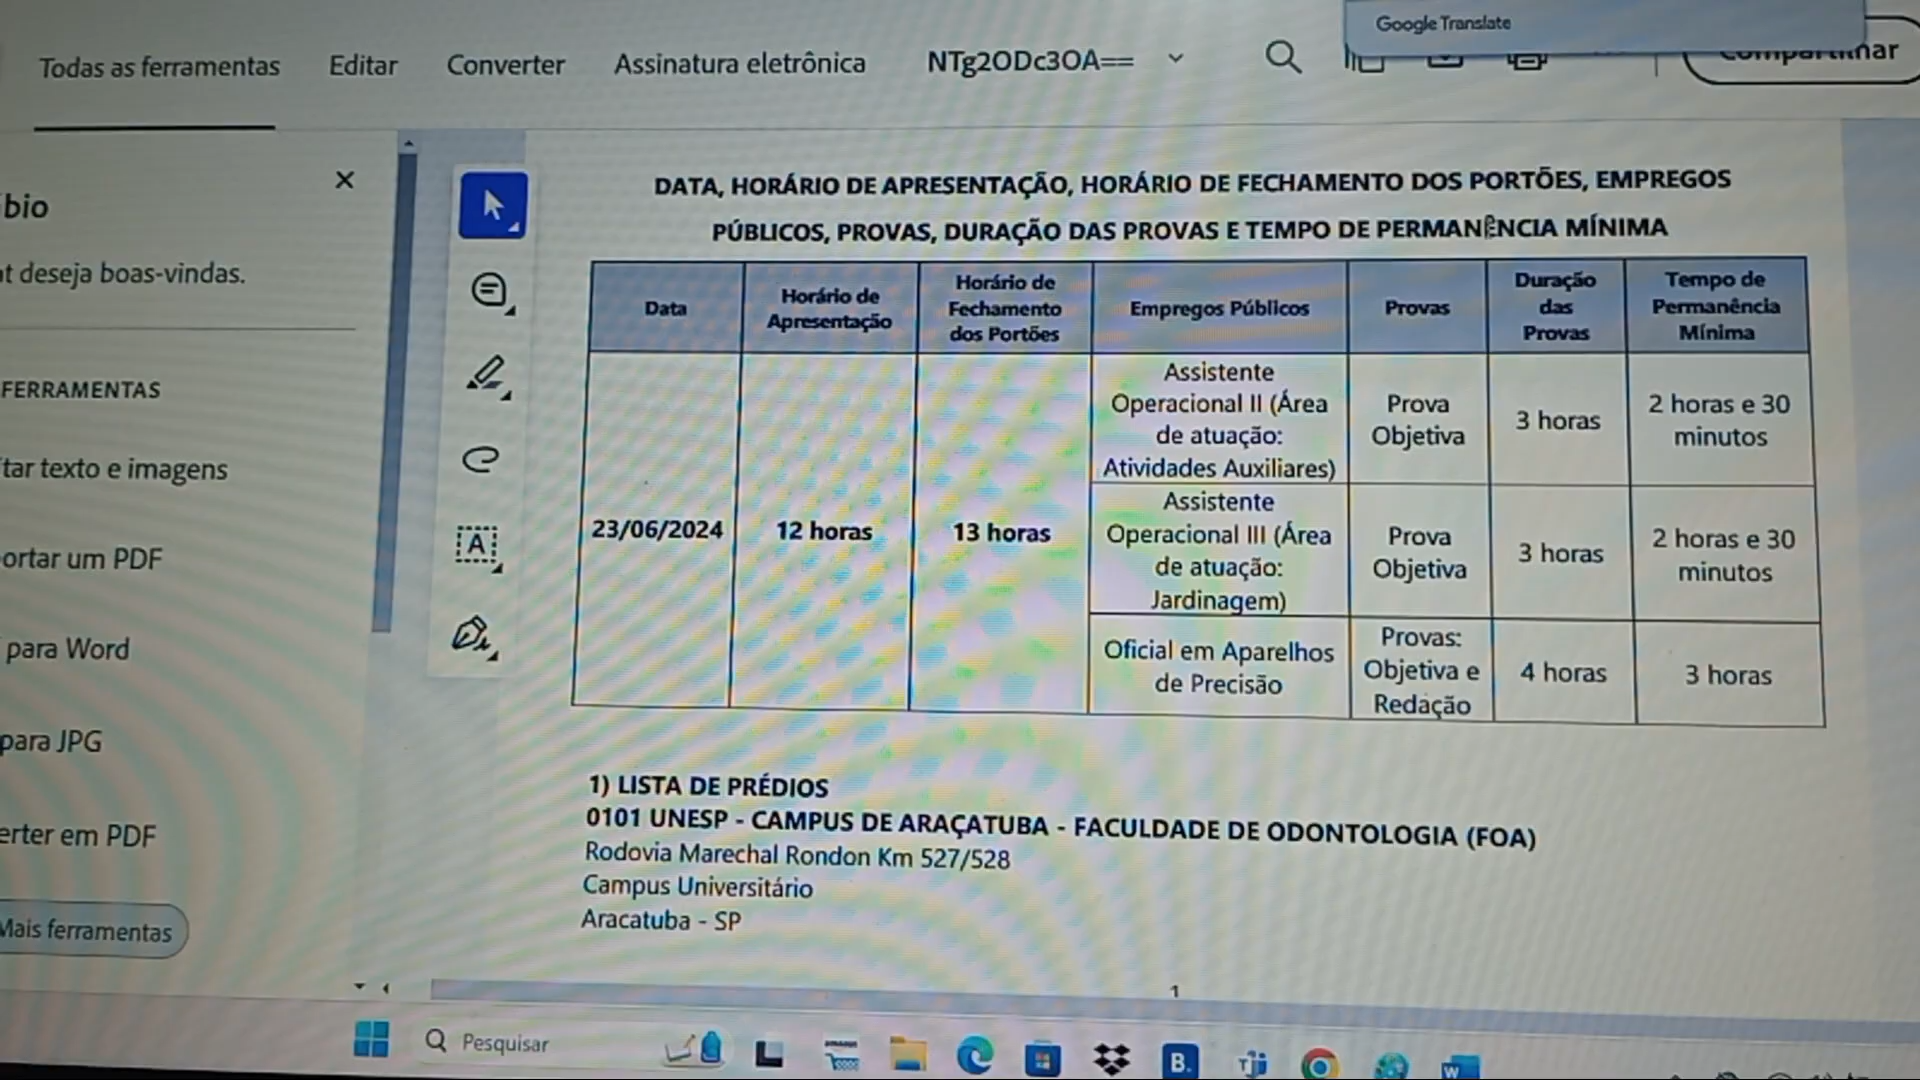 Google Translate
Todas as ferramentas
Editar
Converter
Assinatura eletrônica
NTg2ODc3OA==
Compartilhar
bio
t deseja boas-vindas.
FERRAMENTAS
tar texto e imagens
ortar um PDF
para Word
para JPG
erter em PDF
Mais ferramentas
DATA, HORÁRIO DE APRESENTAÇÃO, HORÁRIO DE FECHAMENTO DOS PORTÕES, EMPREGOS
PÚBLICOS, PROVAS, DURAÇÃO DAS PROVAS E TEMPO DE PERMANÊNCIA MÍNIMA
Data
Horário de
Apresentação
Horário de
Fechamento
dos Portões
Empregos Públicos
Provas
Duração
das
Provas
Tempo de
Permanência
Mínima
23/06/2024
12 horas
13 horas
Assistente
Operacional II (Área
de atuação:
Atividades Auxiliares)
Prova
Objetiva
3 horas
2 horas e 30
minutos
Assistente
Operacional III (Área
de atuação:
Jardinagem)
Prova
Objetiva
3 horas
2 horas e 30
minutos
Oficial em Aparelhos
de Precisão
Provas:
Objetiva e
Redação
4 horas
3 horas
1) LISTA DE PRÉDIOS
0101 UNESP - CAMPUS DE ARAÇATUBA - FACULDADE DE ODONTOLOGIA (FOA)
Rodovia Marechal Rondon Km 527/528
Campus Universitário
Aracatuba - SP
1
Pesquisar
amazon
B.
W